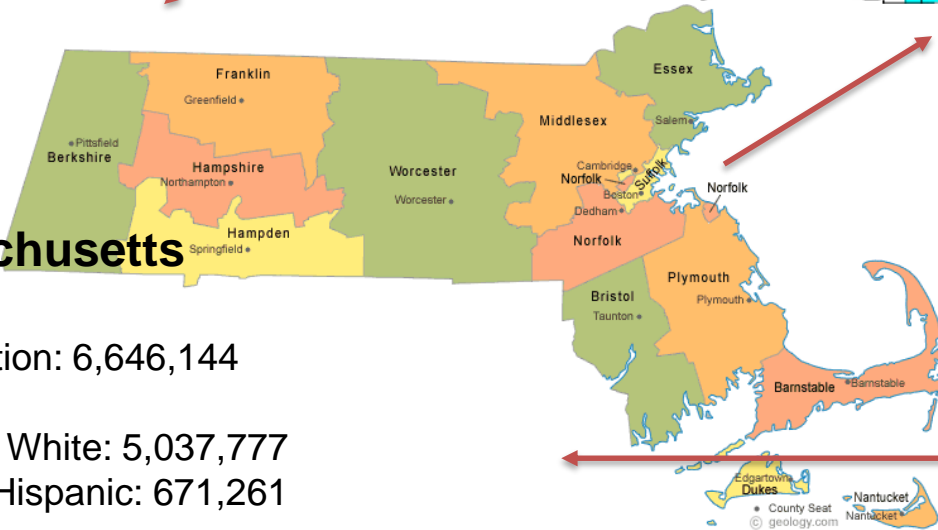 Franklin
Greenfield
Essex
Salem
Middlesex
Pittsfield
Berkshire
Hampshire
Northampton
Worcester
Worcester
Cambridge
Norfolk
Suffolk
Boston
Dedham
Norfolk
Norfolk
Hampden
Springfield
chusetts
Plymouth
Plymouth
Bristol
Taunton
tion: 6,646,144
Barnstable
Barnstable
White: 5,037,777
Hispanic: 671,261
Edgartown
Dukes
Nantucket
Nantucket
County Seat
© geology.com